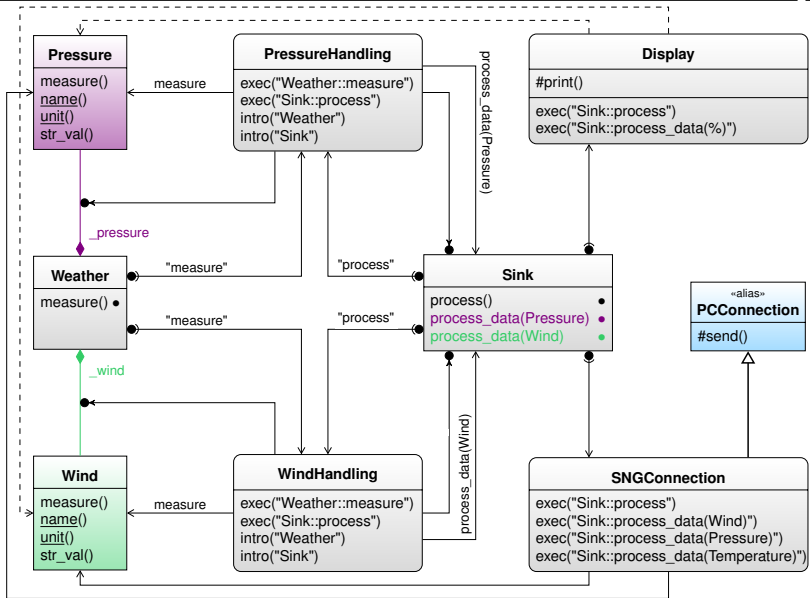 Pressure
measure()
name()
unit()
str_val()
PressureHandling
exec("Weather::measure")
exec("Sink::process")
intro("Weather")
intro("Sink")
Display
#print()
exec("Sink::process")
exec("Sink::process_data(%)")
measure
process_data(Pressure)
_pressure
Weather
measure()
"measure"
"measure"
"process"
"process"
Sink
process()
process_data(Pressure)
process_data(Wind)
«alias»
PCConnection
#send()
_wind
process_data(Wind)
Wind
measure()
name()
unit()
str_val()
measure
WindHandling
exec("Weather::measure")
exec("Sink::process")
intro("Weather")
intro("Sink")
SNGConnection
exec("Sink::process")
exec("Sink::process_data(Wind)")
exec("Sink::process_data(Pressure)")
exec("Sink::process_data(Temperature)")